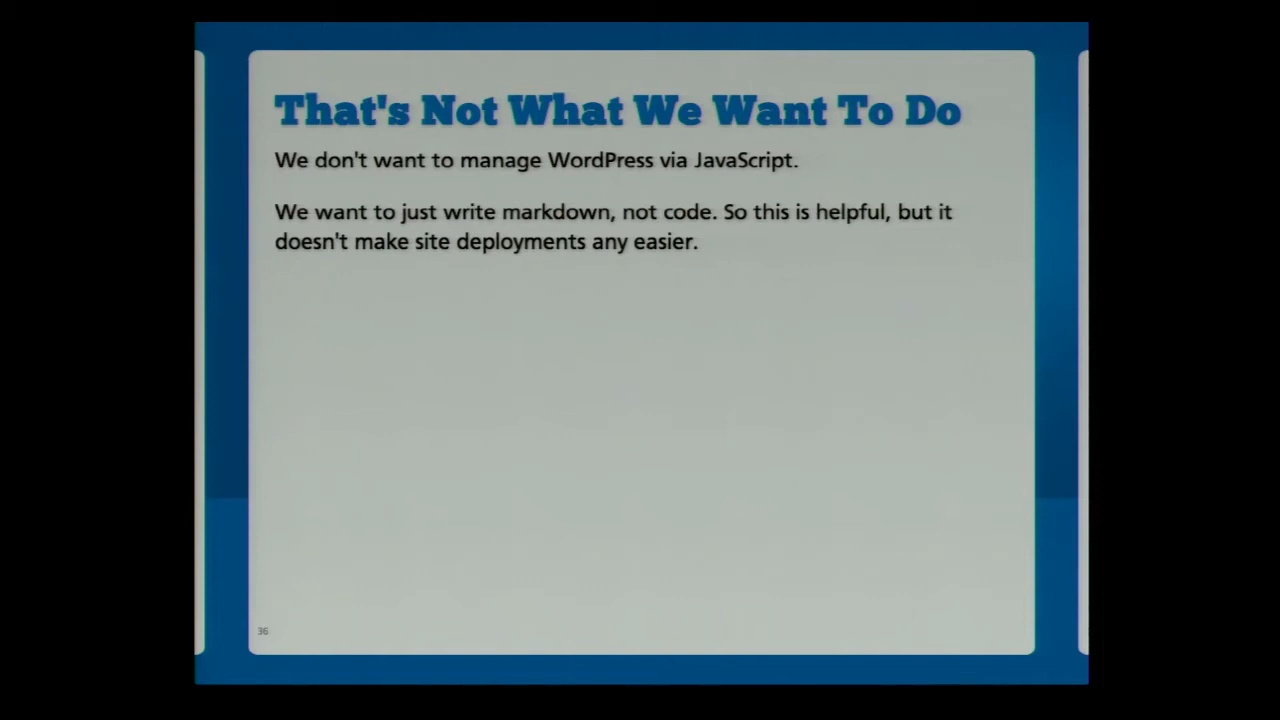 That's Not What We Want To Do
We don't want to manage WordPress via JavaScript.
We want to just write markdown, not code. So this is helpful, but it
doesn't make site deployments any easier.
36